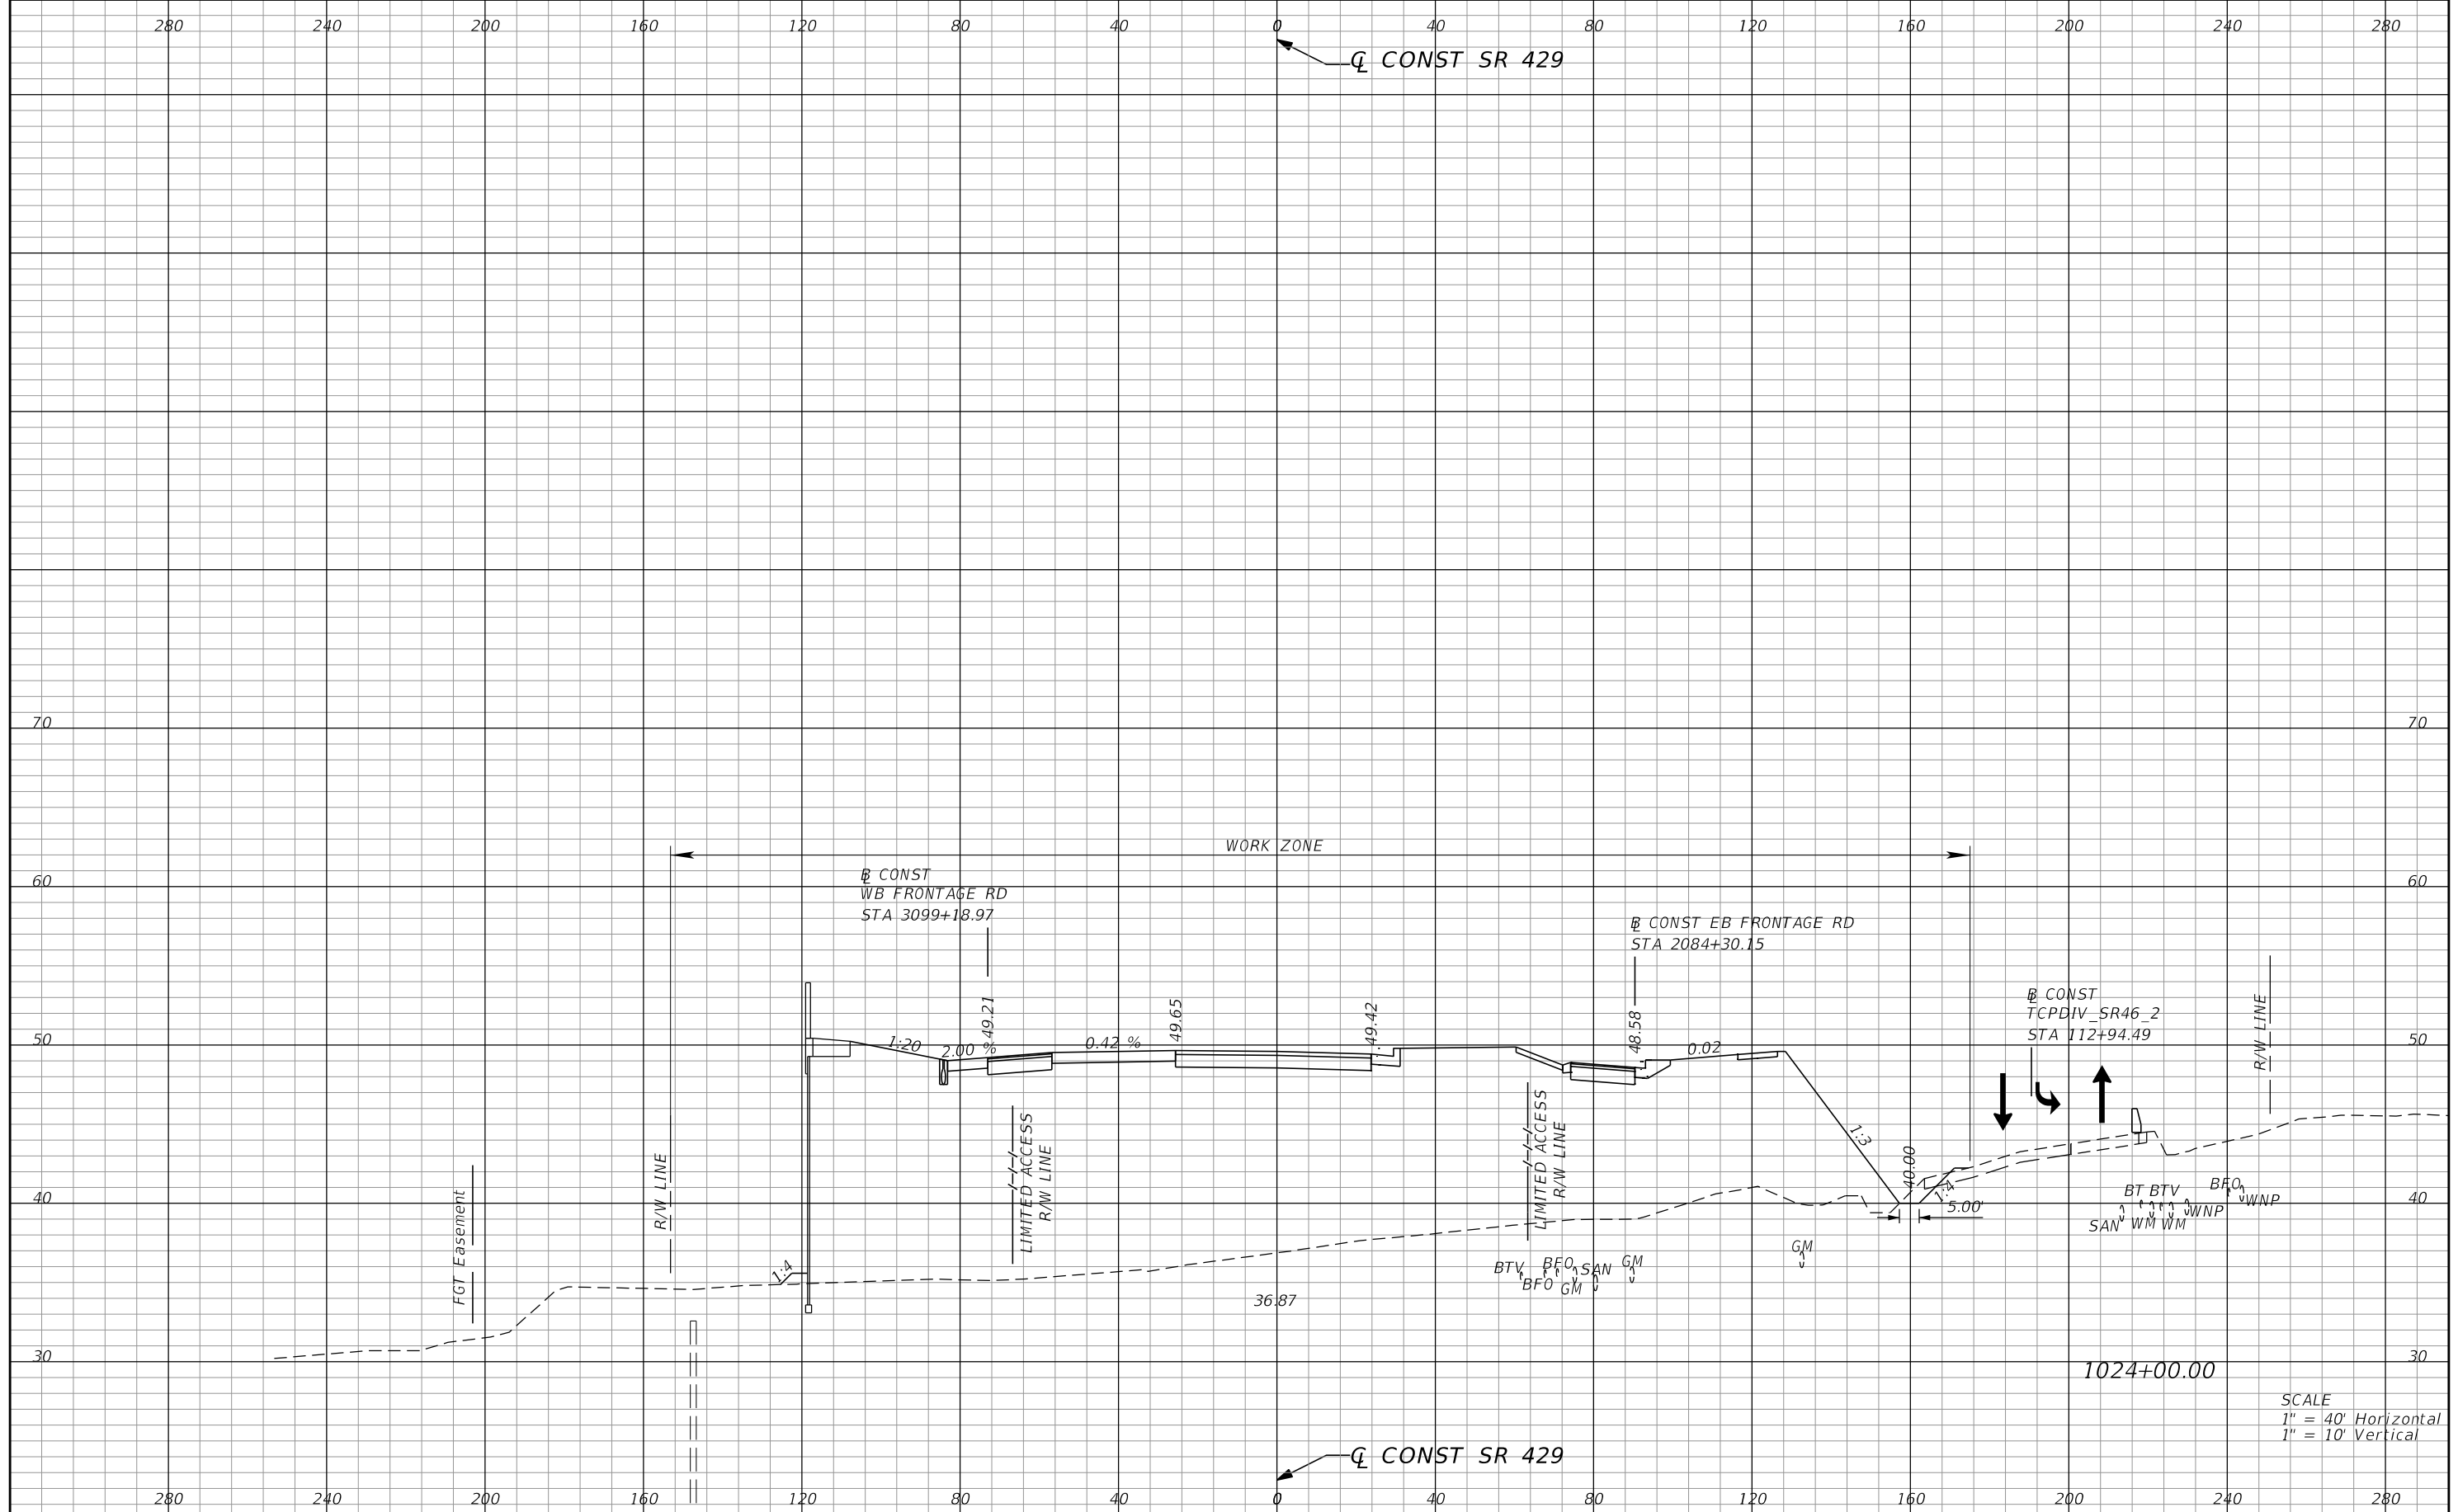 280 240 200 160 120 80 40 0 40 80 120 160 200 240 280
℄ CONST SR 429
70 70
WORK ZONE
60 60
℄ CONST
WB FRONTAGE RD
STA 3099+18.97
℄ CONST EB FRONTAGE RD
STA 2084+30.15
℄ CONST
TCPDIV_SR46_2
STA 112+94.49
R/W LINE
50 50
1:20
2.00 %
49.21
0.42 %
49.65
49.42
48.58
0.02
1:3
40.00
1:4
5.00'
40 40
FGT Easement
R/W LINE
1:4
LIMITED ACCESS
R/W LINE
LIMITED ACCESS
R/W LINE
BT BTV BFO
SAN WM WM WNP WNP
GM
BTV BFO SAN GM
BFO GM
36.87
30 30
1024+00.00
SCALE
1" = 40' Horizontal
1" = 10' Vertical
℄ CONST SR 429
280 240 200 160 120 80 40 0 40 80 120 160 200 240 280